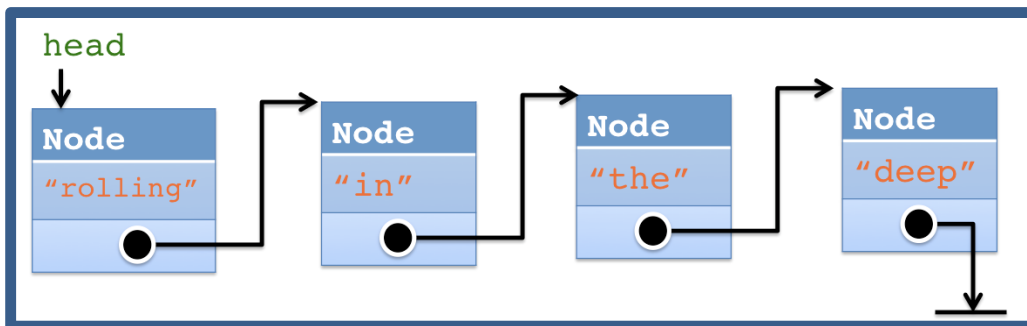 head
Node
“rolling”
Node
“in”
Node
“the”
Node
“deep”